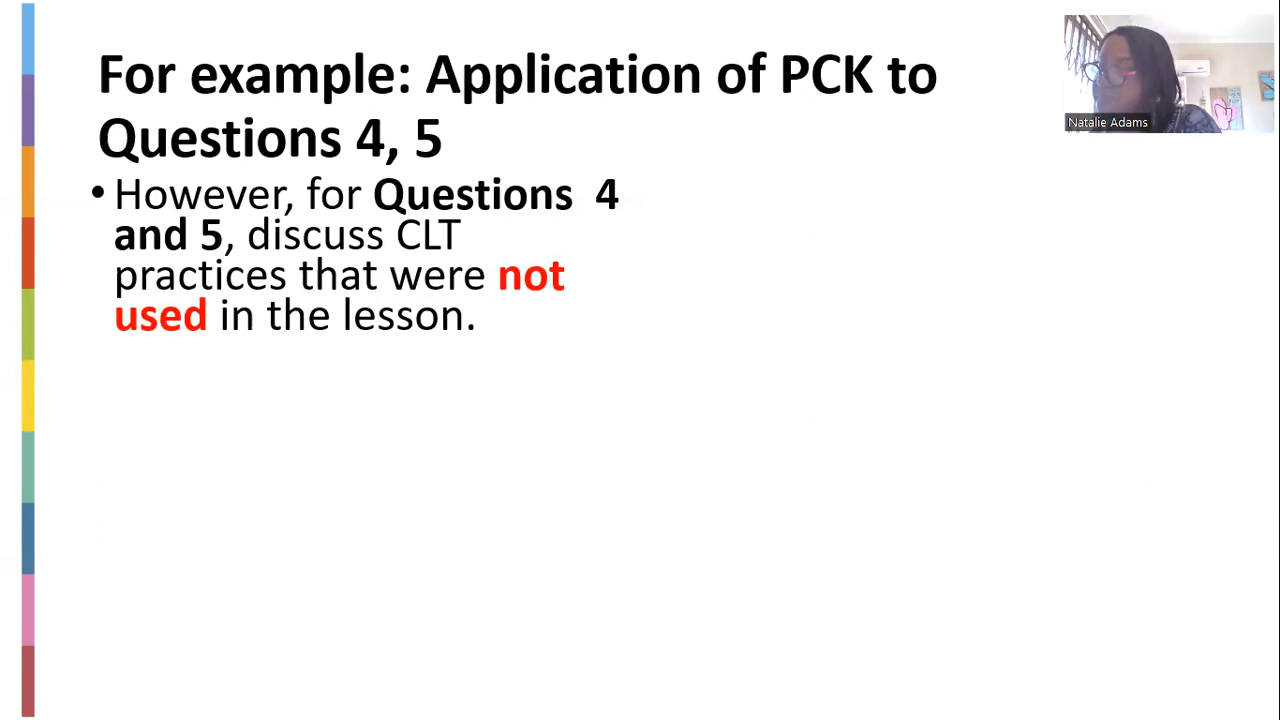 For example: Application of PCK to
Questions 4, 5
• However, for Questions 4
and 5, discuss CLT
practices that were not
used in the lesson.
Natalie Adams